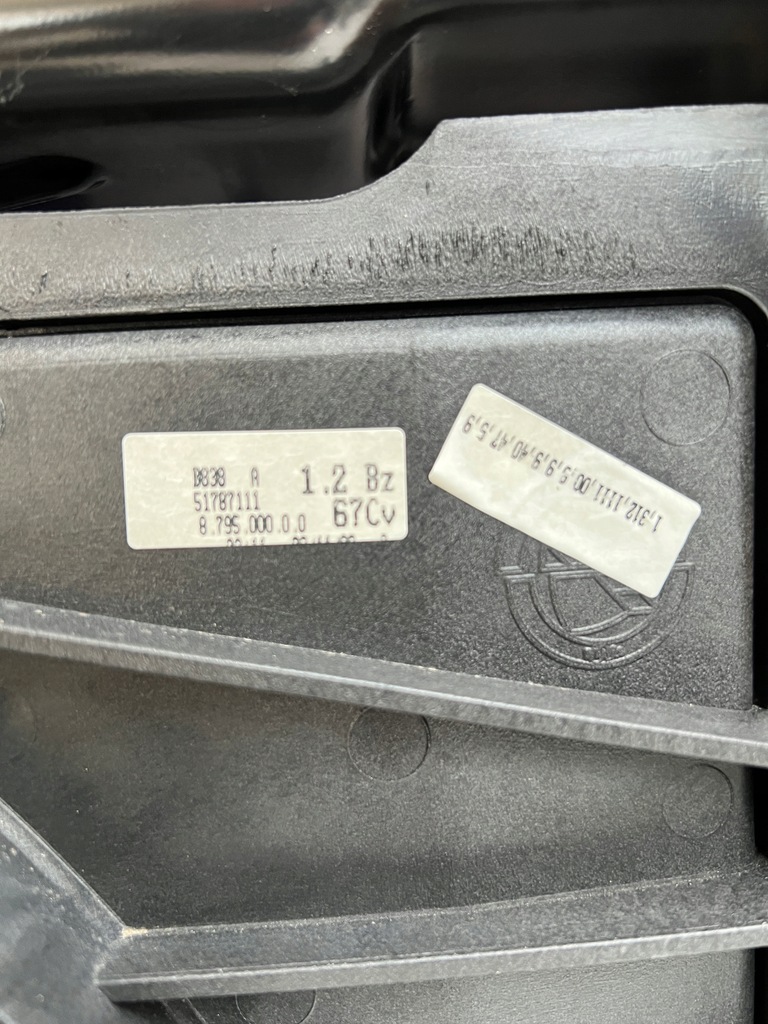 B838 A
1.2 Bz
51787111
8.795.000.0.0
67Cv
1,312,1111,00,5,9,9,40,47,5,9